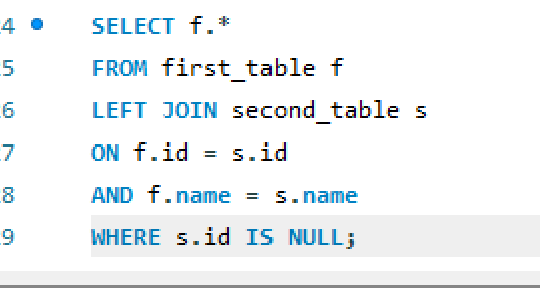 4 SELECT f.*
5 FROM first_table f
6 LEFT JOIN second_table s
7 ON f.id = s.id
8 AND f.name = s.name
9 WHERE s.id IS NULL;